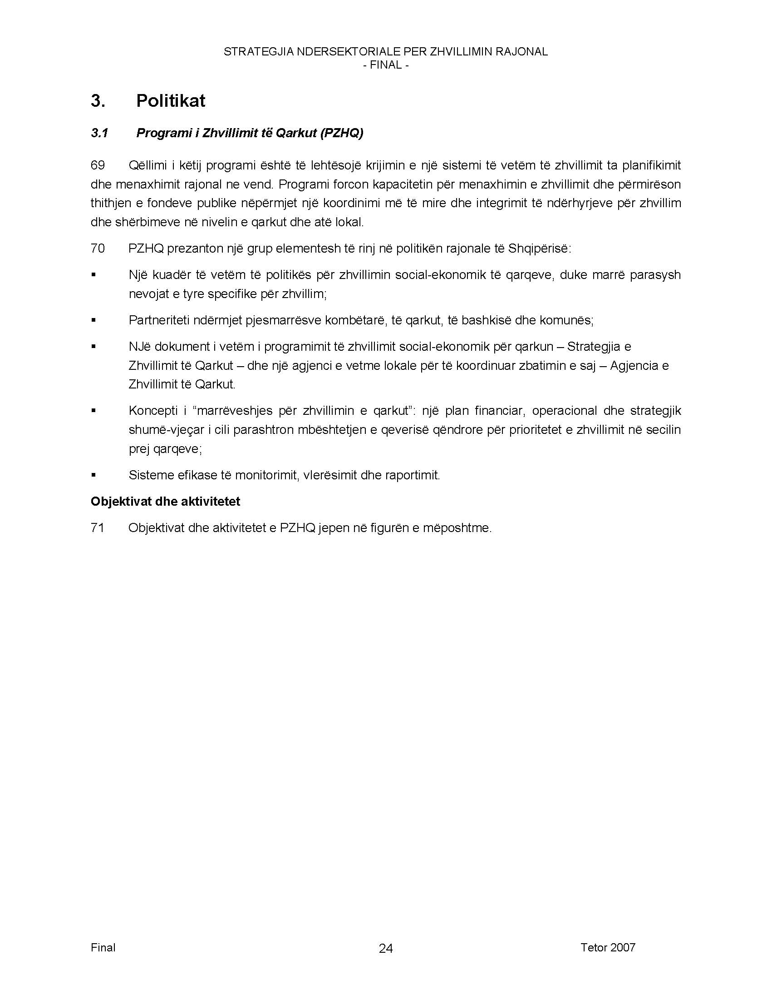 STRATEGJIA NDERSEKTORIALE PER ZHVILLIMIN RAJONAL
- FINAL -
3. Politikat
3.1 Programi i Zhvillimit të Qarkut (PZHQ)
69 Qëllimi i këtij programi është të lehtësojë krijimin e një sistemi të vetëm të zhvillimit ta planifikimit
dhe menaxhimit rajonal ne vend. Programi forcon kapacitetin për menaxhimin e zhvillimit dhe përmirëson
thithjen e fondeve publike nëpërmjet një koordinimi më të mire dhe integrimit të ndërhyrjeve për zhvillim
dhe shërbimeve në nivelin e qarkut dhe atë lokal.
70 PZHQ prezanton një grup elementesh të rinj në politikën rajonale të Shqipërisë:
▪ Një kuadër të vetëm të politikës për zhvillimin social-ekonomik të qarqeve, duke marrë parasysh
nevojat e tyre specifike për zhvillim;
▪ Partneriteti ndërmjet pjesmarrësve kombëtarë, të qarkut, të bashkisë dhe komunës;
▪ NJë dokument i vetëm i programimit të zhvillimit social-ekonomik për qarkun – Strategjia e
Zhvillimit të Qarkut – dhe një agjenci e vetme lokale për të koordinuar zbatimin e saj – Agjencia e
Zhvillimit të Qarkut.
▪ Koncepti i “marrëveshjes për zhvillimin e qarkut”: një plan financiar, operacional dhe strategjik
shumë-vjeçar i cili parashtron mbështetjen e qeverisë qëndrore për prioritetet e zhvillimit në secilin
prej qarqeve;
▪ Sisteme efikase të monitorimit, vlerësimit dhe raportimit.
Objektivat dhe aktivitetet
71 Objektivat dhe aktivitetet e PZHQ jepen në figurën e mëposhtme.
Final 24 Tetor 2007